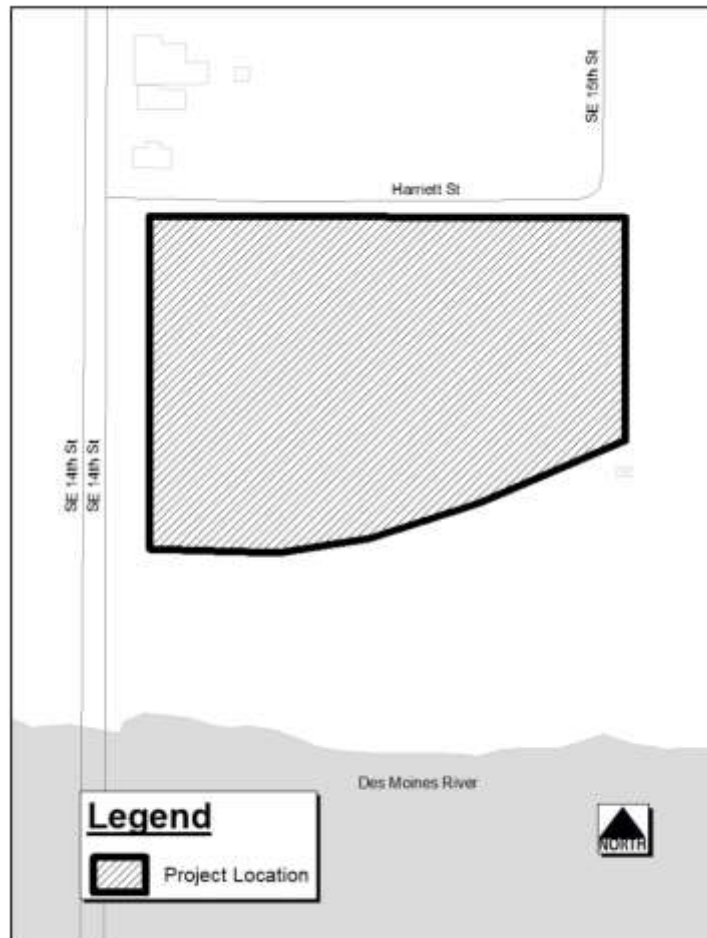 SE 15th St
Harriett St
SE 14th St
SE 14th St
Des Moines River
Legend
Project Location
NORTH